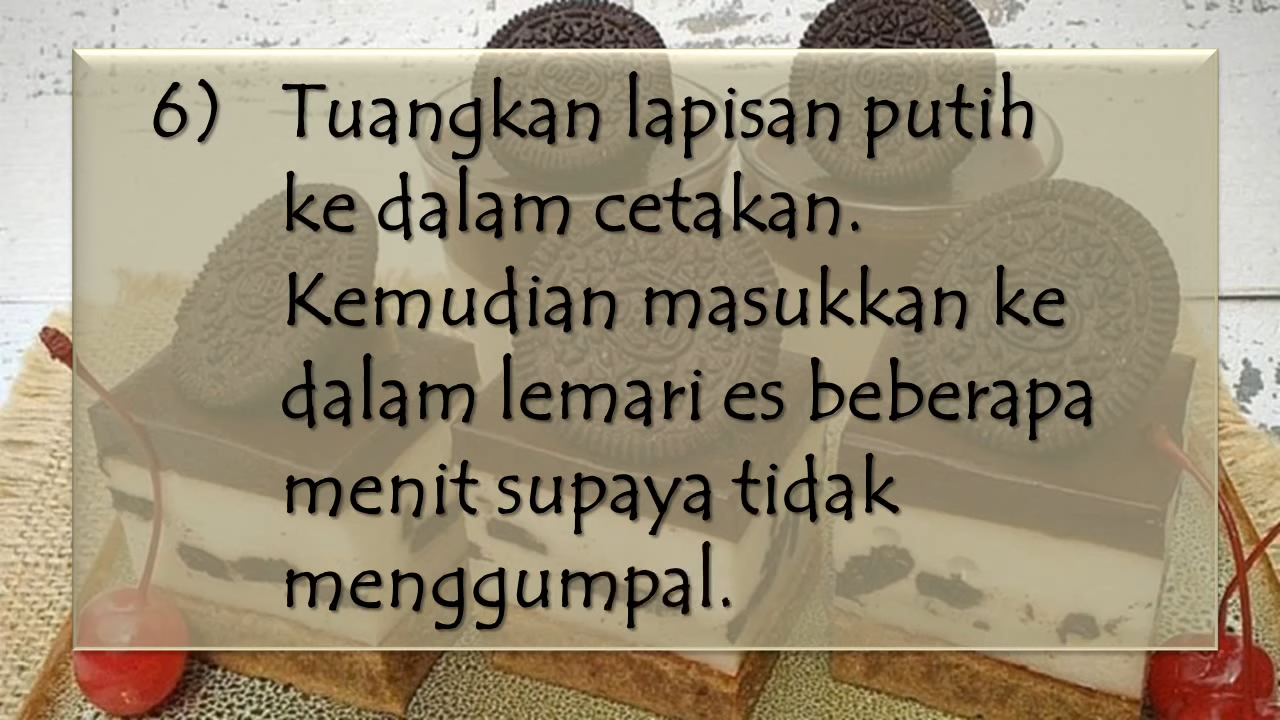 6) Tuangkan lapisan putih
ke dalam cetakan.
Kemudian masukkan ke
dalam lemari es beberapa
menit supaya tidak
menggumpal.